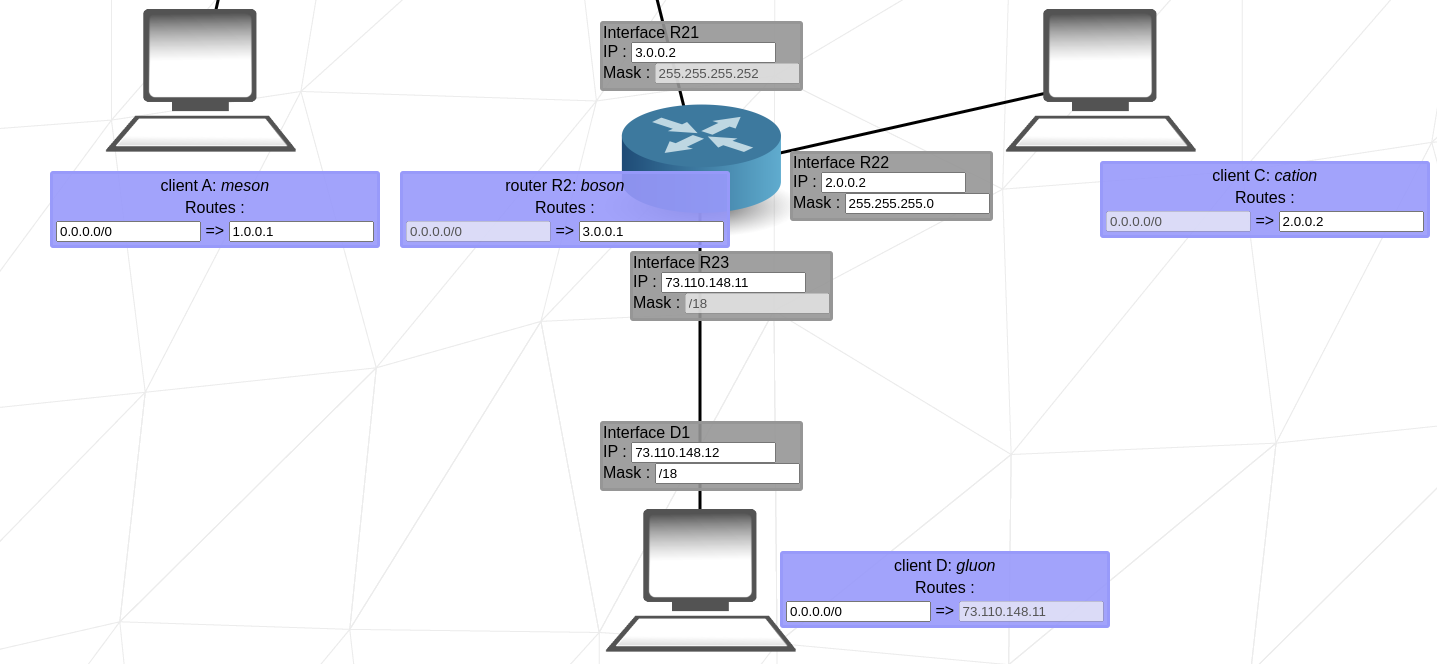 Interface R21
IP : 3.0.0.2
Mask : 255.255.255.252
Interface R22
IP : 2.0.0.2
Mask : 255.255.255.0
client A: meson
Routes :
0.0.0.0/0 => 1.0.0.1
router R2: boson
Routes :
0.0.0.0/0 => 3.0.0.1
client C: cation
Routes :
0.0.0.0/0 => 2.0.0.2
Interface R23
IP : 73.110.148.11
Mask : /18
Interface D1
IP : 73.110.148.12
Mask : /18
client D: gluon
Routes :
0.0.0.0/0 => 73.110.148.11